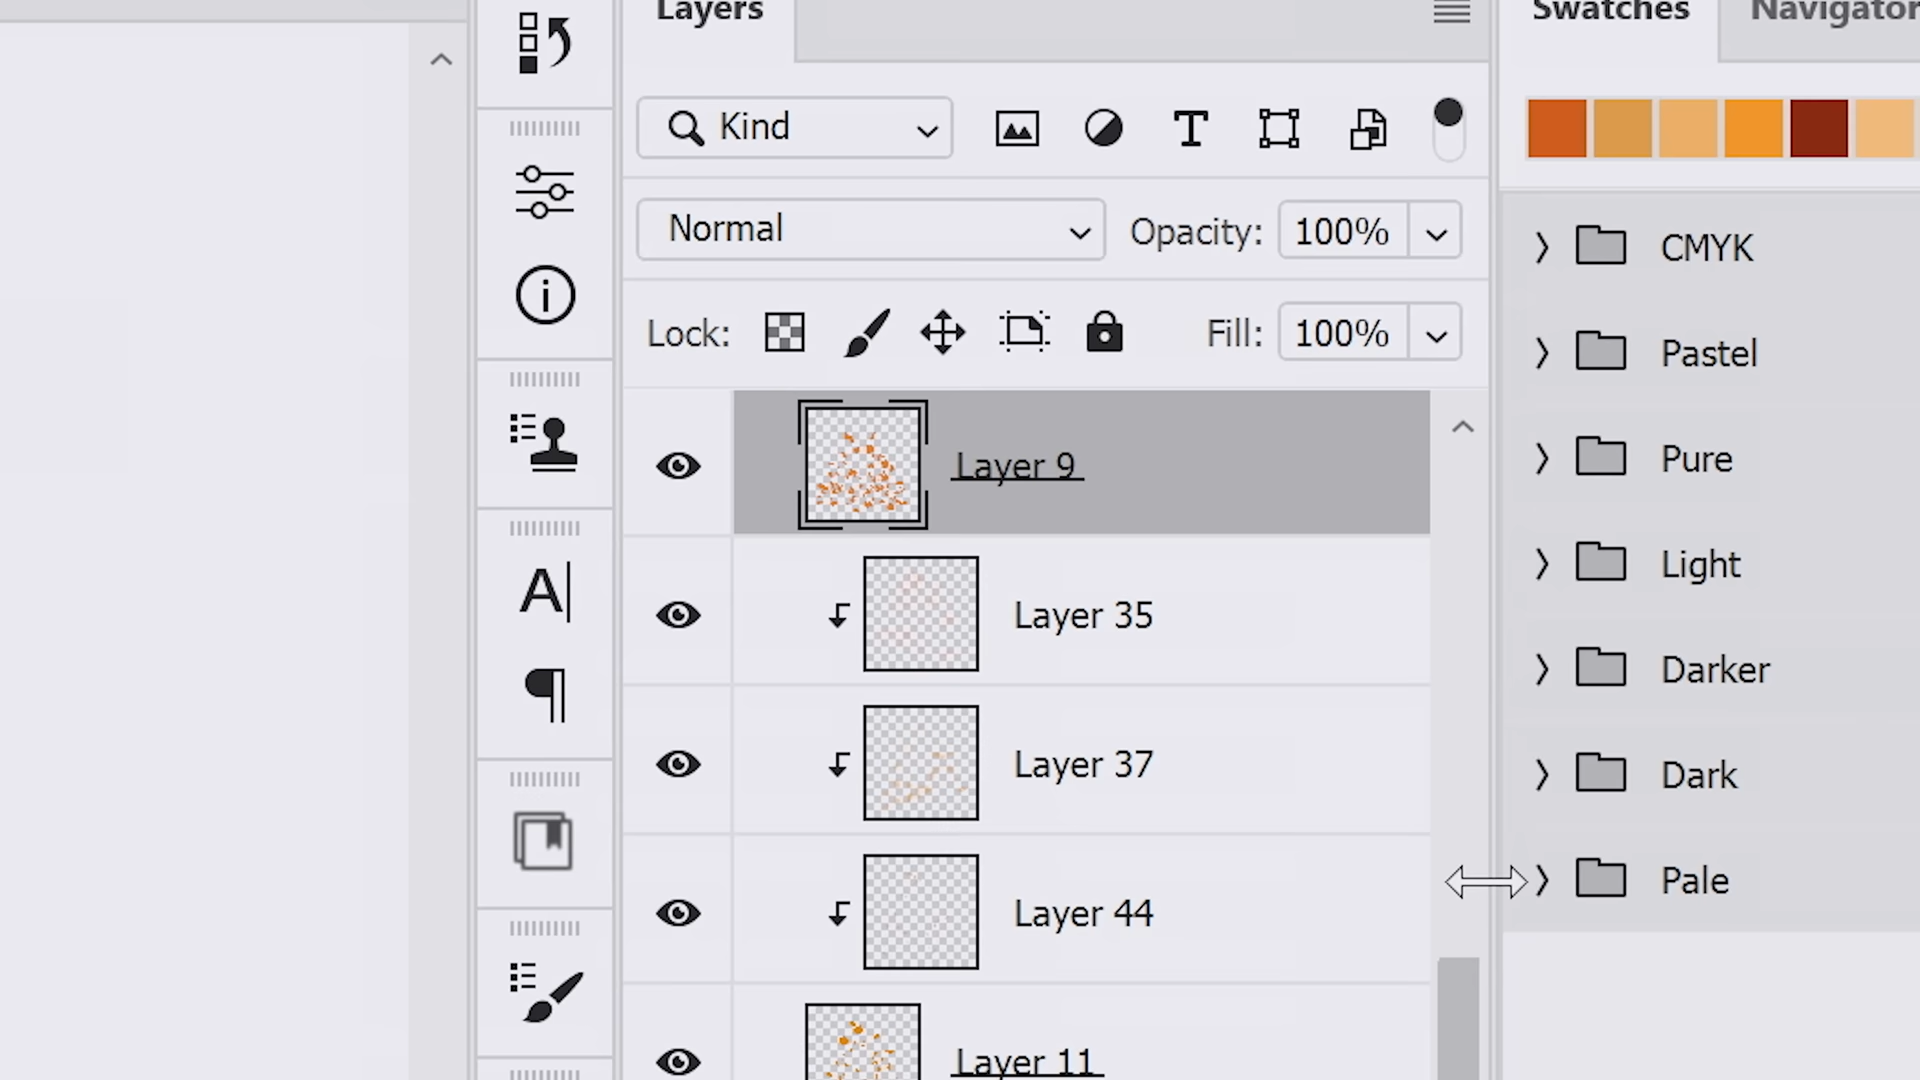 Layers
Swatches
Navigator
Kind
Normal
Opacity: 100%
Lock:
Fill: 100%
Layer 9
Layer 35
Layer 37
Layer 44
Layer 11
CMYK
Pastel
Pure
Light
Darker
Dark
Pale